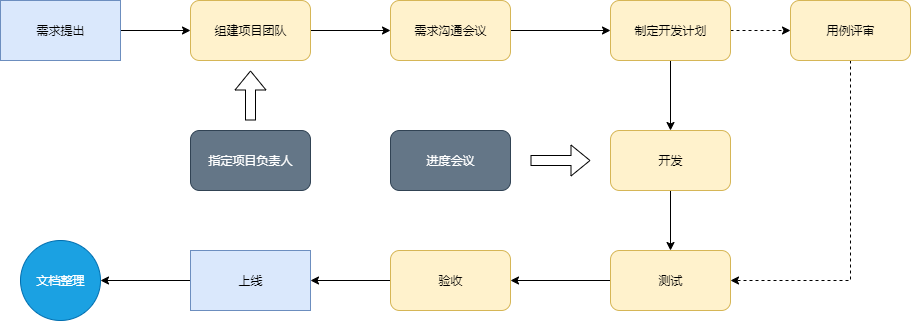 需求提出
组建项目团队
需求沟通会议
制定开发计划
用例评审
指定项目负责人
进度会议
开发
文档整理
上线
验收
测试